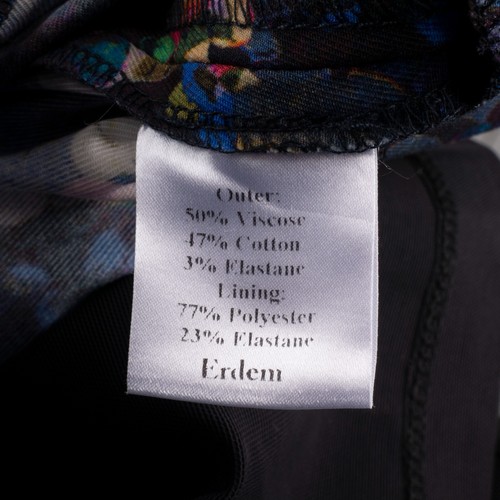 Outer:
50% Viscose
47% Cotton
3% Elastane
Lining:
77% Polyester
23% Elastane
Erdem